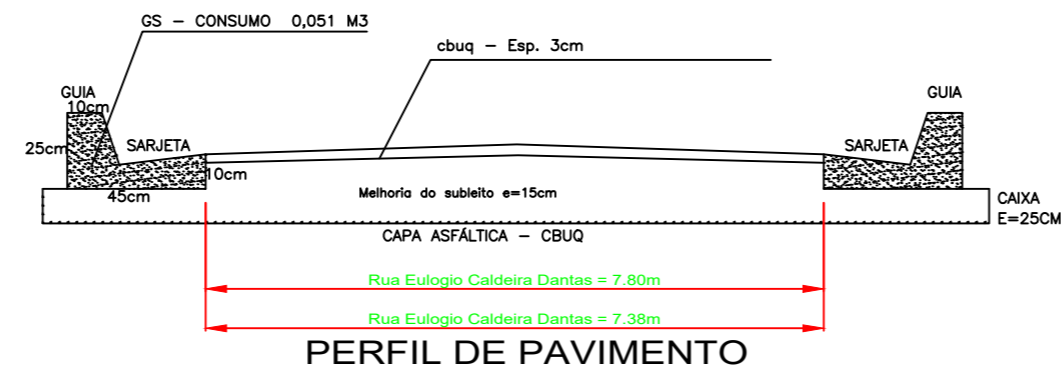 GS – CONSUMO 0,051 M3
cbuq – Esp. 3cm
GUIA
10cm
GUIA
25cm
SARJETA
SARJETA
10cm
45cm
Melhoria do subleito e=15cm
CAIXA
E=25CM
CAPA ASFÁLTICA – CBUQ
Rua Eulogio Caldeira Dantas = 7.80m
Rua Eulogio Caldeira Dantas = 7.38m
PERFIL DE PAVIMENTO